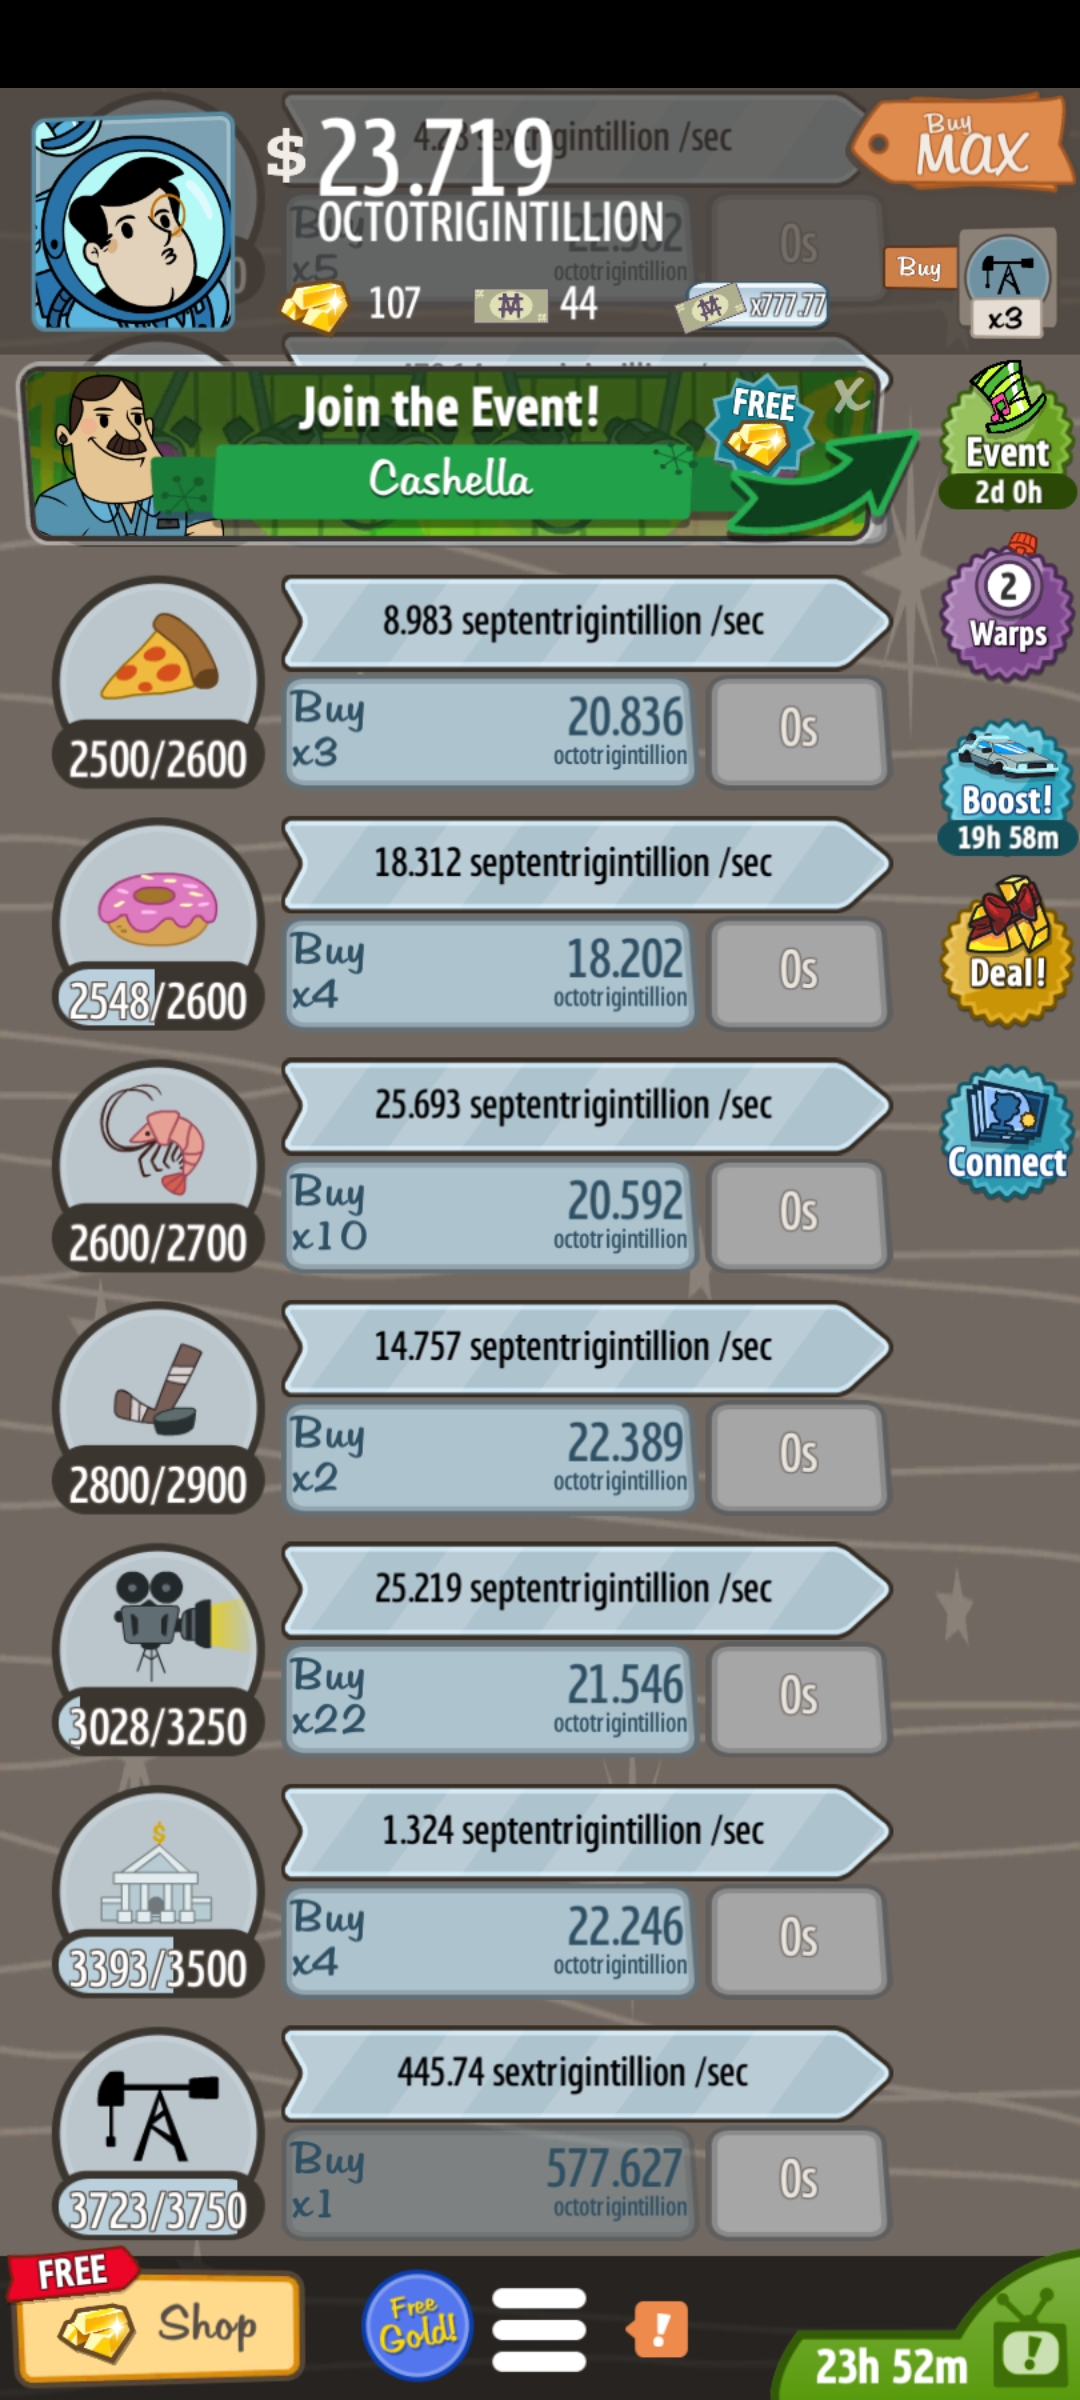 4.23 sextrigintillion /sec
$ 23.719
OCTOTRIGINTILLION
Buy
MAX
Buy
x5
22.382
octotrigintillion
0s
107
44
x777.77
Buy
x3
Join the Event!
Cashella
FREE
X
Event
2d 0h
2
Warps
Boost!
19h 58m
Deal!
Connect
8.983 septentrigintillion /sec
2500/2600
Buy
x3
20.836
octotrigintillion
0s
18.312 septentrigintillion /sec
2548/2600
Buy
x4
18.202
octotrigintillion
0s
25.693 septentrigintillion /sec
2600/2700
Buy
x10
20.592
octotrigintillion
0s
14.757 septentrigintillion /sec
2800/2900
Buy
x2
22.389
octotrigintillion
0s
25.219 septentrigintillion /sec
3028/3250
Buy
x22
21.546
octotrigintillion
0s
$
1.324 septentrigintillion /sec
3393/3500
Buy
x4
22.246
octotrigintillion
0s
445.74 sextrigintillion /sec
3723/3750
Buy
x1
577.627
octotrigintillion
0s
FREE
Shop
Free
Gold!
!
23h 52m
!